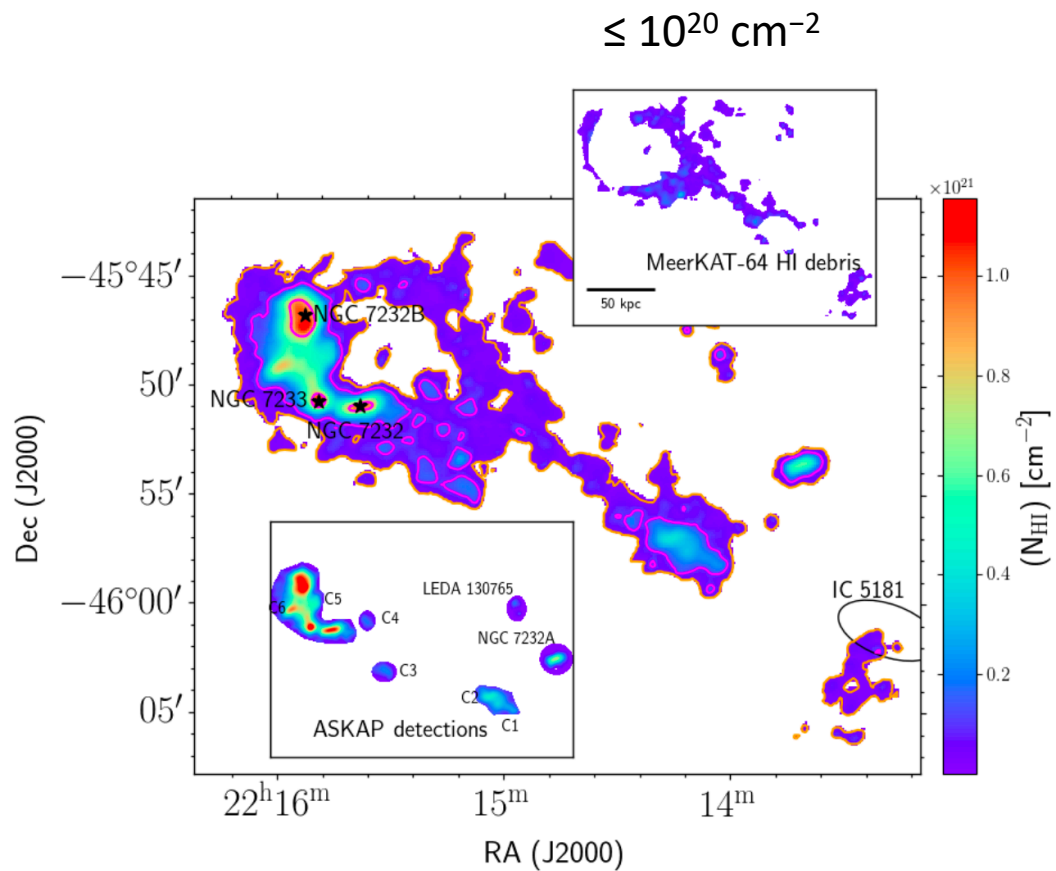 ≤ 10²⁰ cm⁻²
MeerKAT-64 HI debris
50 kpc
×10²¹
1.0
0.8
0.6
0.4
0.2
(N_HI) [cm⁻²]
−45°45′
50′
55′
−46°00′
05′
Dec (J2000)
NGC 7232B
NGC 7233
NGC 7232
IC 5181
LEDA 130765
NGC 7232A
C6
C5
C4
C3
C2
C1
ASKAP detections
22ʰ16ᵐ
15ᵐ
14ᵐ
RA (J2000)